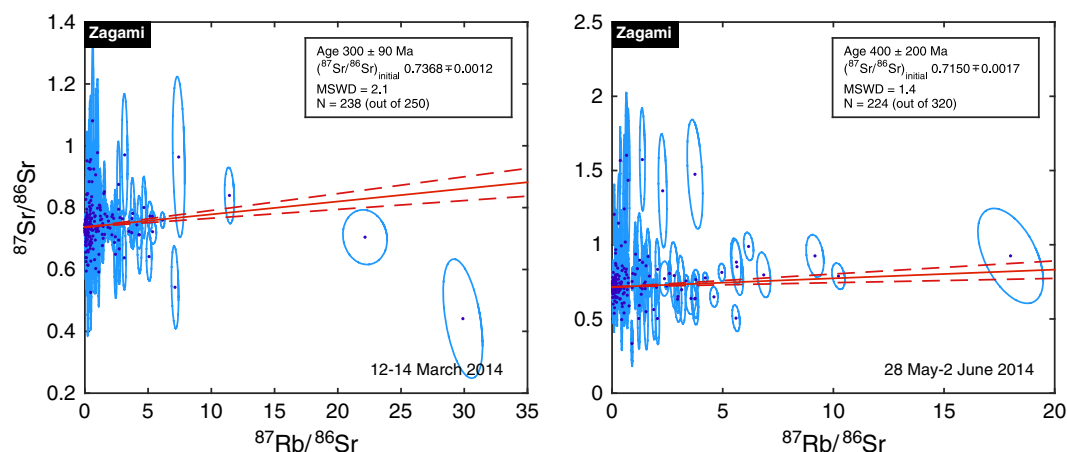 Zagami
Age 300 ± 90 Ma
(⁸⁷Sr/⁸⁶Sr)initial 0.7368∓0.0012
MSWD = 2.1
N = 238 (out of 250)
1.4
1.2
1
0.8
0.6
0.4
0.2
⁸⁷Sr/⁸⁶Sr
12-14 March 2014
0 5 10 15 20 25 30 35
⁸⁷Rb/⁸⁶Sr
Zagami
Age 400 ± 200 Ma
(⁸⁷Sr/⁸⁶Sr)initial 0.7150∓0.0017
MSWD = 1.4
N = 224 (out of 320)
2.5
2
1.5
1
0.5
0
28 May-2 June 2014
0 5 10 15 20
⁸⁷Rb/⁸⁶Sr